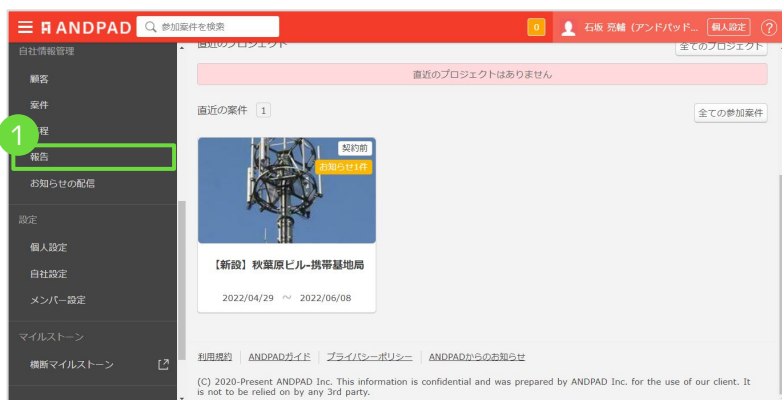 ANDPAD
参加案件を検索
0
石坂 亮輔 (アンドパッド...
個人設定
?
自社情報管理
顧客
案件
程
1
報告
お知らせの配信
設定
個人設定
自社設定
メンバー設定
マイルストーン
横断マイルストーン
直近のプロジェクト
全てのプロジェクト
直近のプロジェクトはありません
直近の案件 1
全ての参加案件
契約前
お知らせ1件
【新設】秋葉原ビル-携帯基地局
2022/04/29 ～ 2022/06/08
利用規約 ANDPADガイド プライバシーポリシー ANDPADからのお知らせ
(C) 2020-Present ANDPAD Inc. This information is confidential and was prepared by ANDPAD Inc. for the use of our client. It
is not to be relied on by any 3rd party.